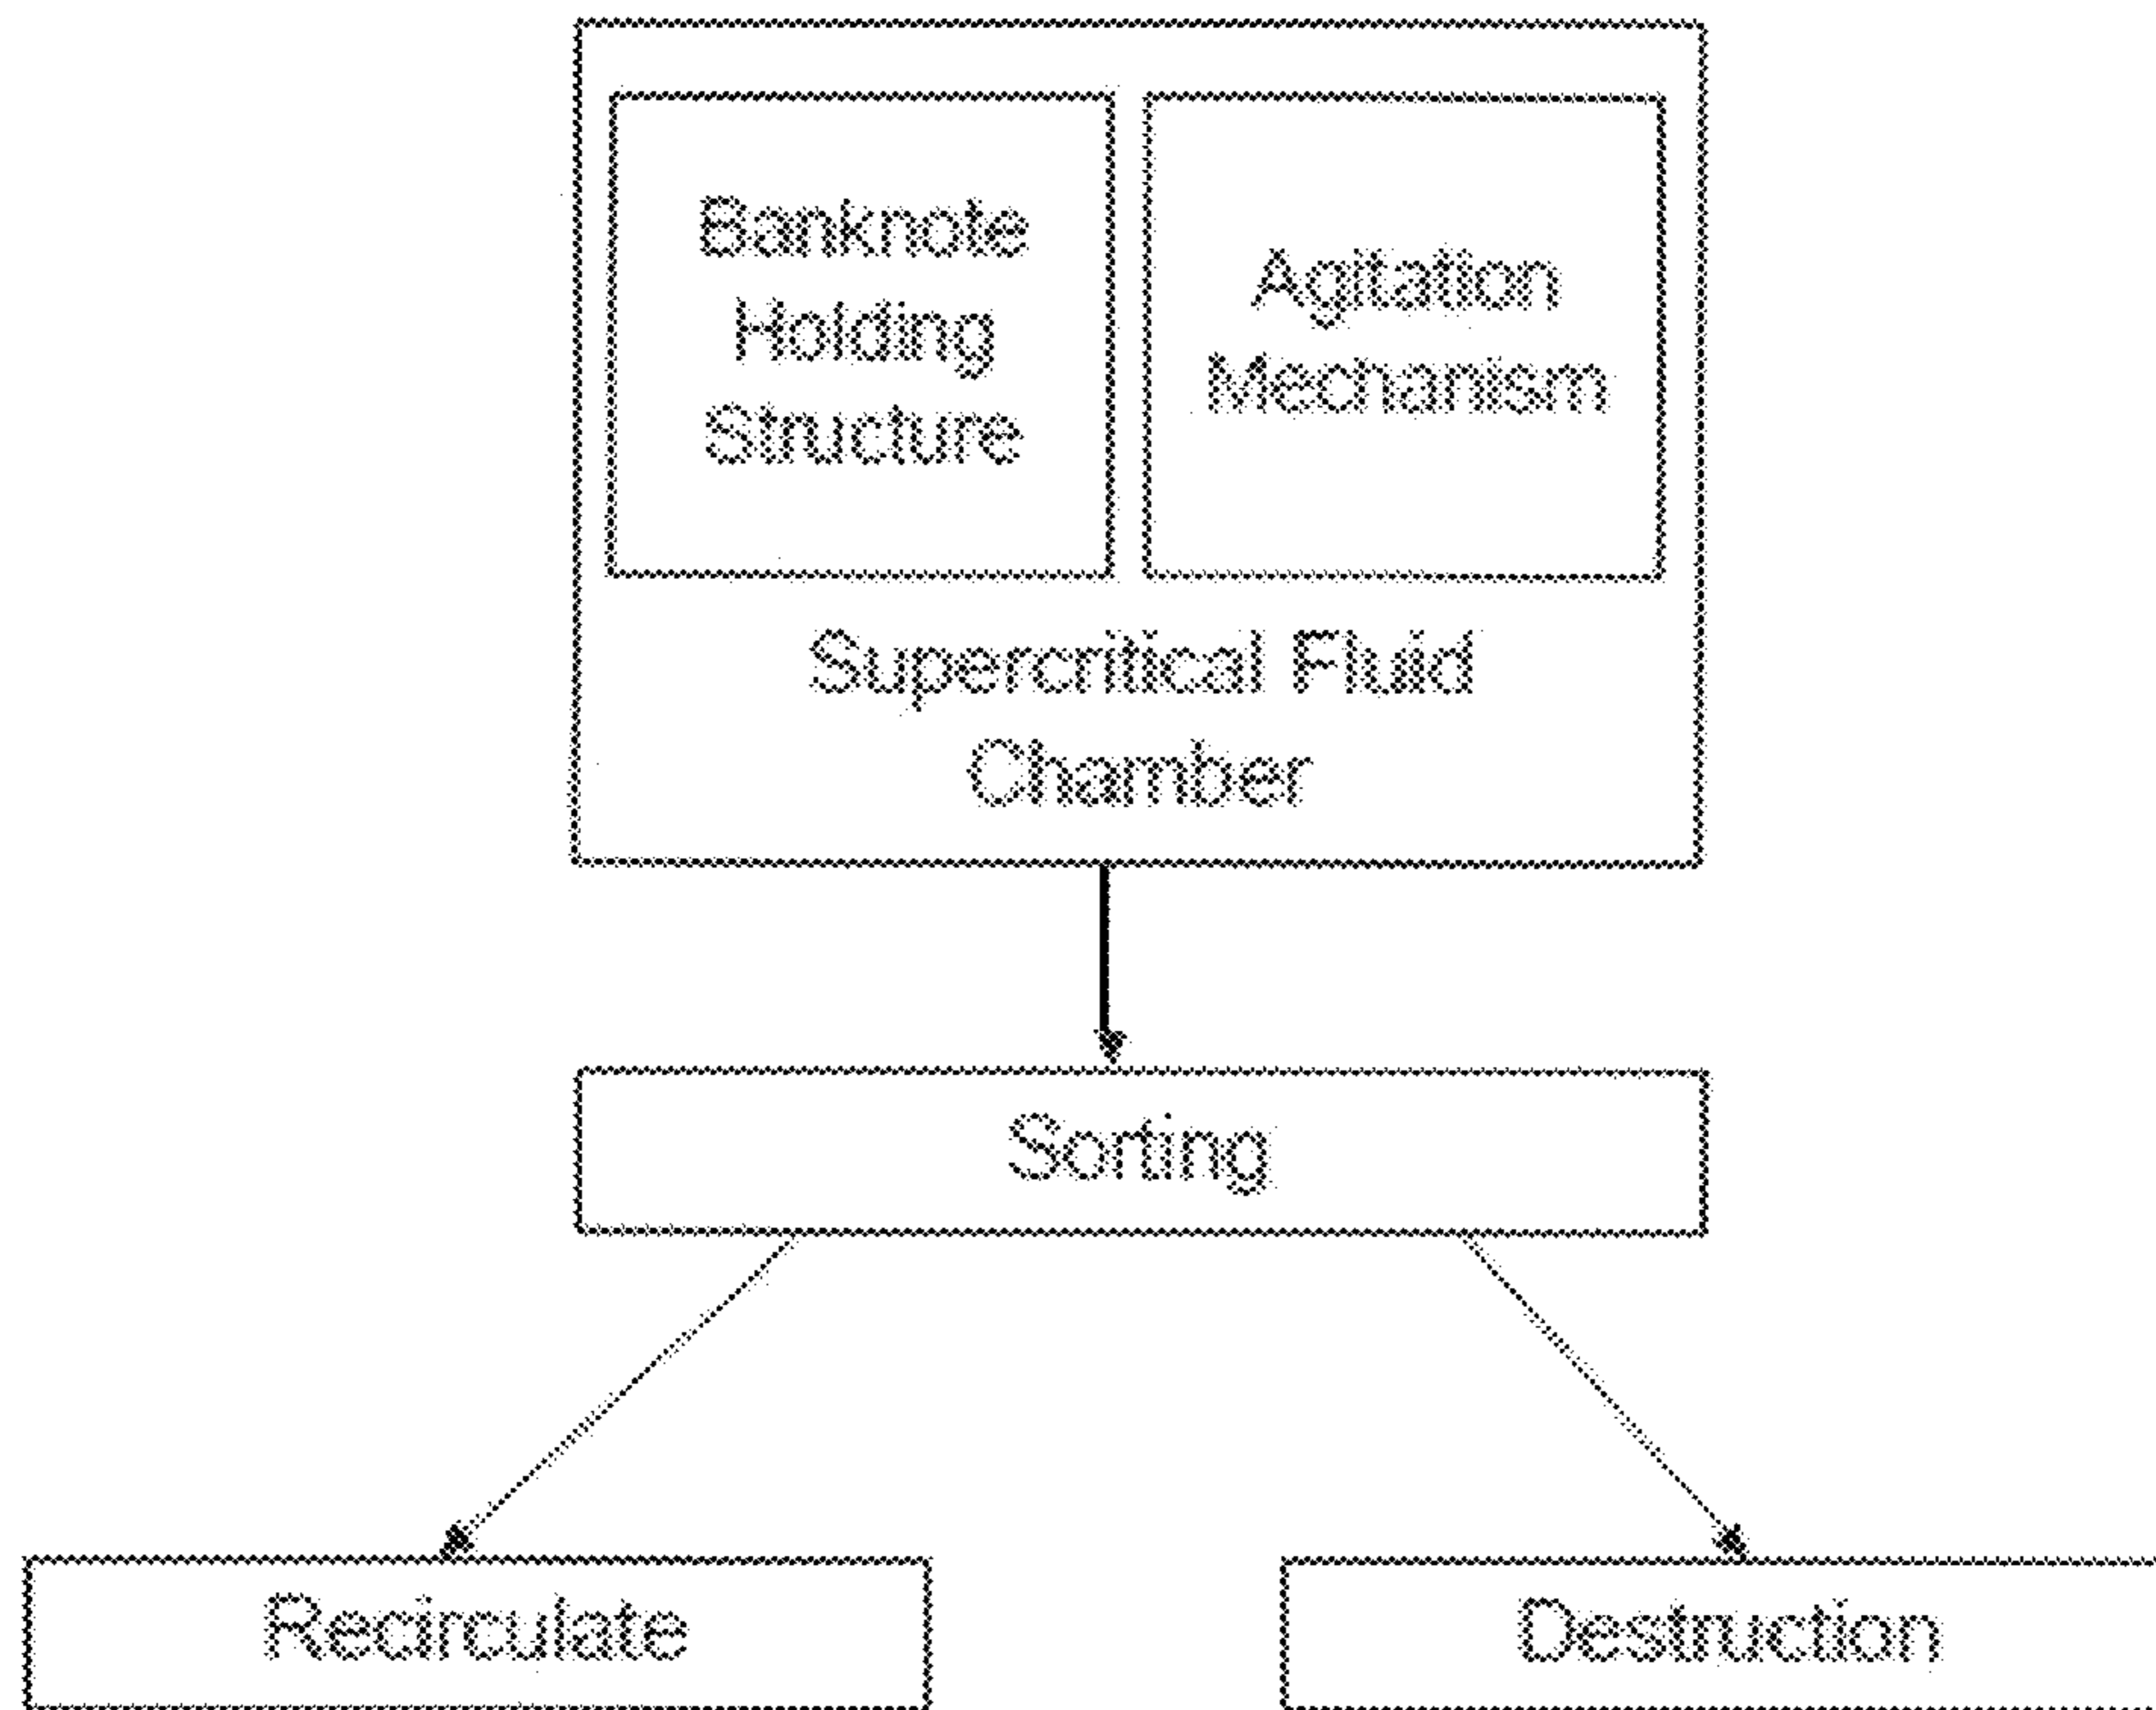 Banknote
Holding
Structure
Agitation
Mechanism
Supercritical Fluid
Chamber
Sorting
Recirculate
Destruction